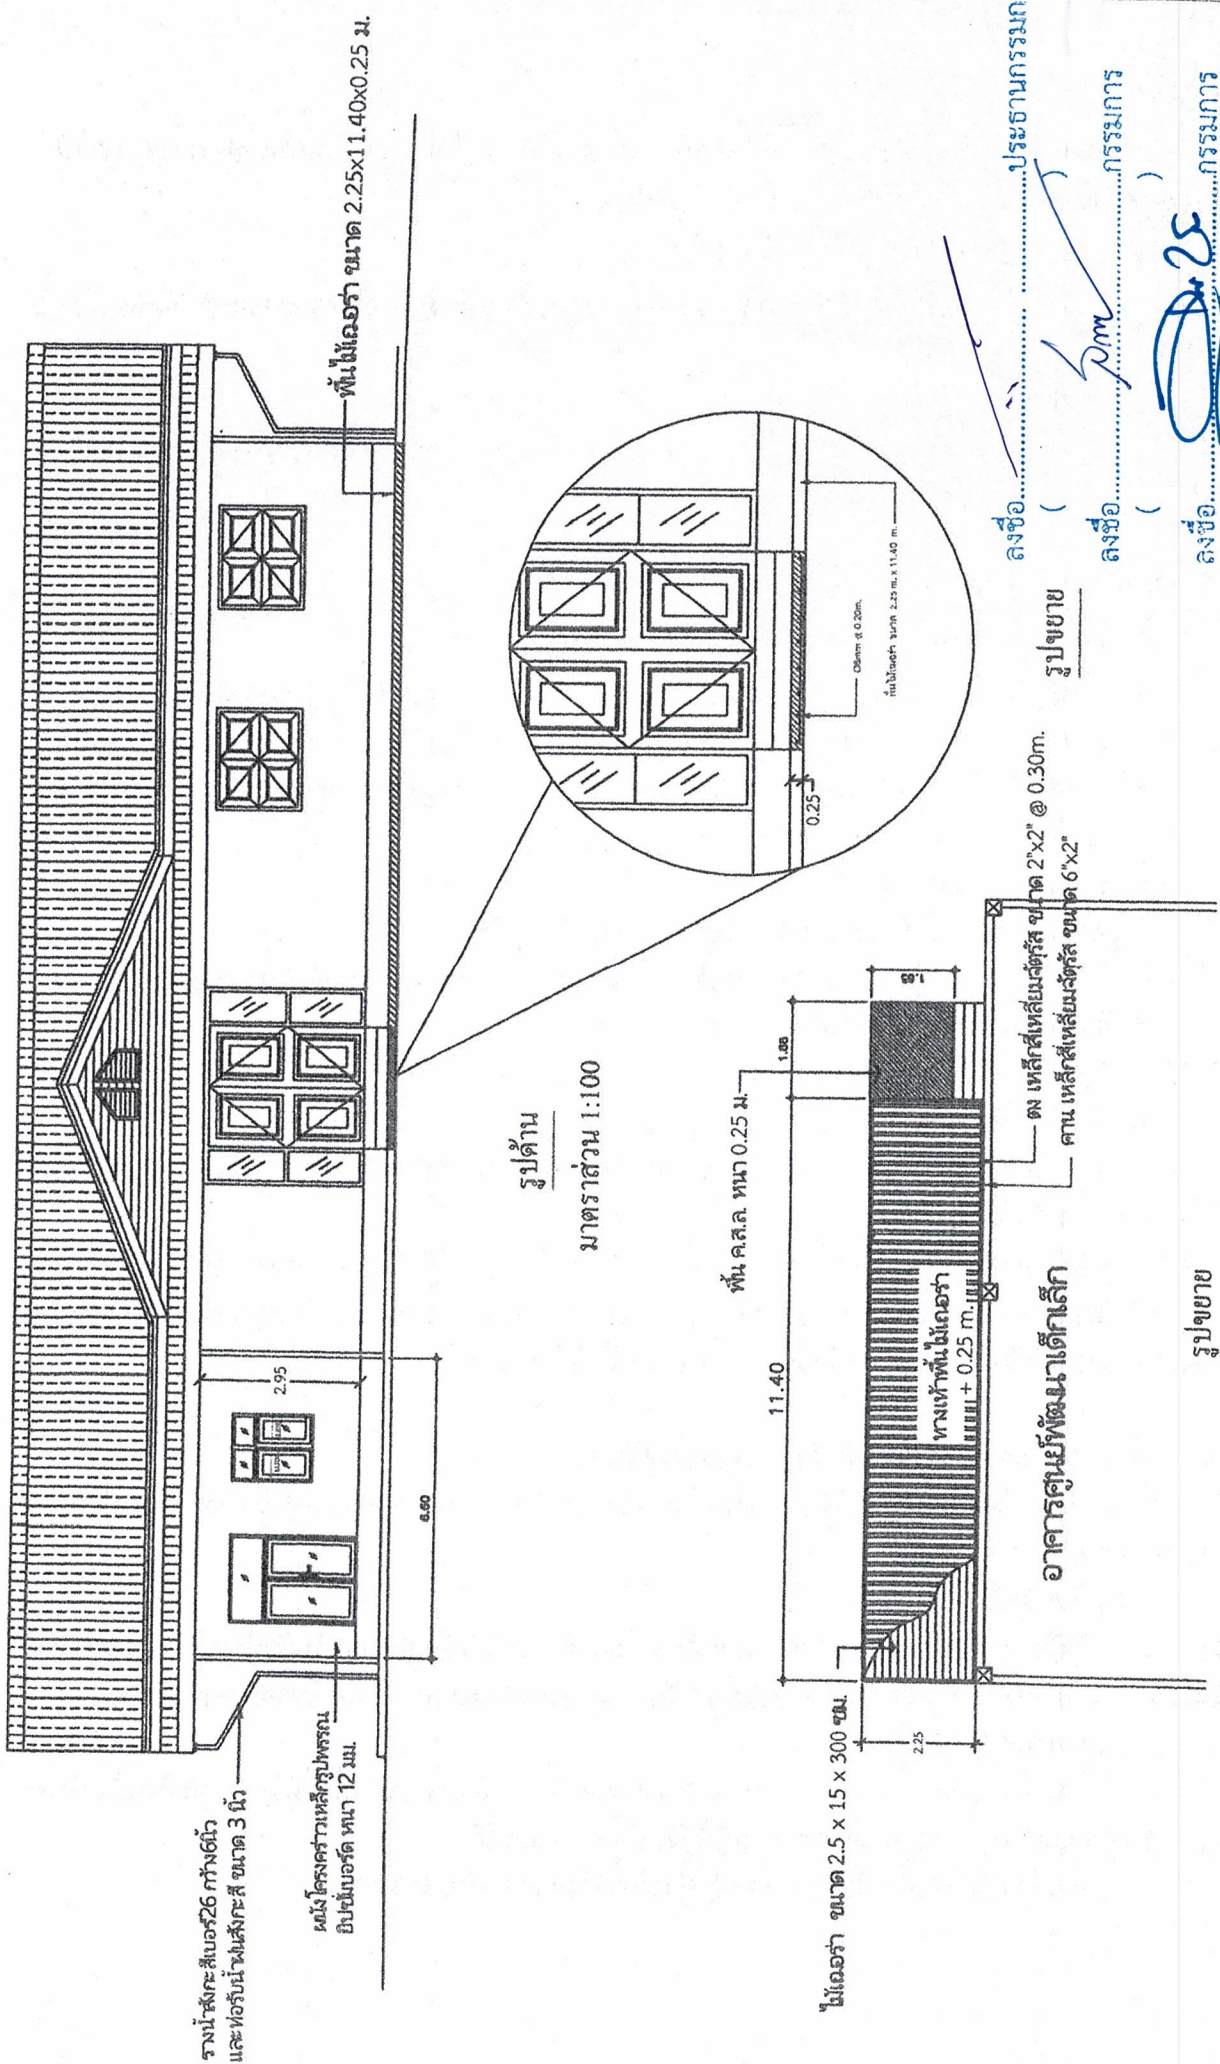 รางน้ำสังกะสีเบอร์26 กว้าง6นิ้ว
และท่อรับน้ำฝนสังกะสี ขนาด 3 นิ้ว
ผนังโครงคร่าวเหล็กรูปพรรณ
ยิปซั่มบอร์ด หนา 12 มม.
2.95
6.60
พื้นไม้เฌอร่า ขนาด 2.25x11.40x0.25 ม.
รูปด้าน
มาตราส่วน 1:100
0.25
@ 0.20m.
พื้นไม้เฌอร่า ขนาด 2.25 m. x 11.40 m.
รูปขยาย
ไม้เฌอร่า ขนาด 2.5 x 15 x 300 ซม.
2.25
11.40
พื้น ค.ส.ล. หนา 0.25 ม.
ทางเท้าพื้นไม้เฌอร่า
+ 0.25 m.
ตง เหล็กสี่เหลี่ยมจัตุรัส ขนาด 2"x2" @ 0.30m.
คาน เหล็กสี่เหลี่ยมจัตุรัส ขนาด 6"x2"
อาคารศูนย์พัฒนาเด็กเล็ก
รูปขยาย
ลงชื่อ..............................ประธานกรรมก
( )
ลงชื่อ..............................กรรมการ
( )
ลงชื่อ..............................กรรมการ